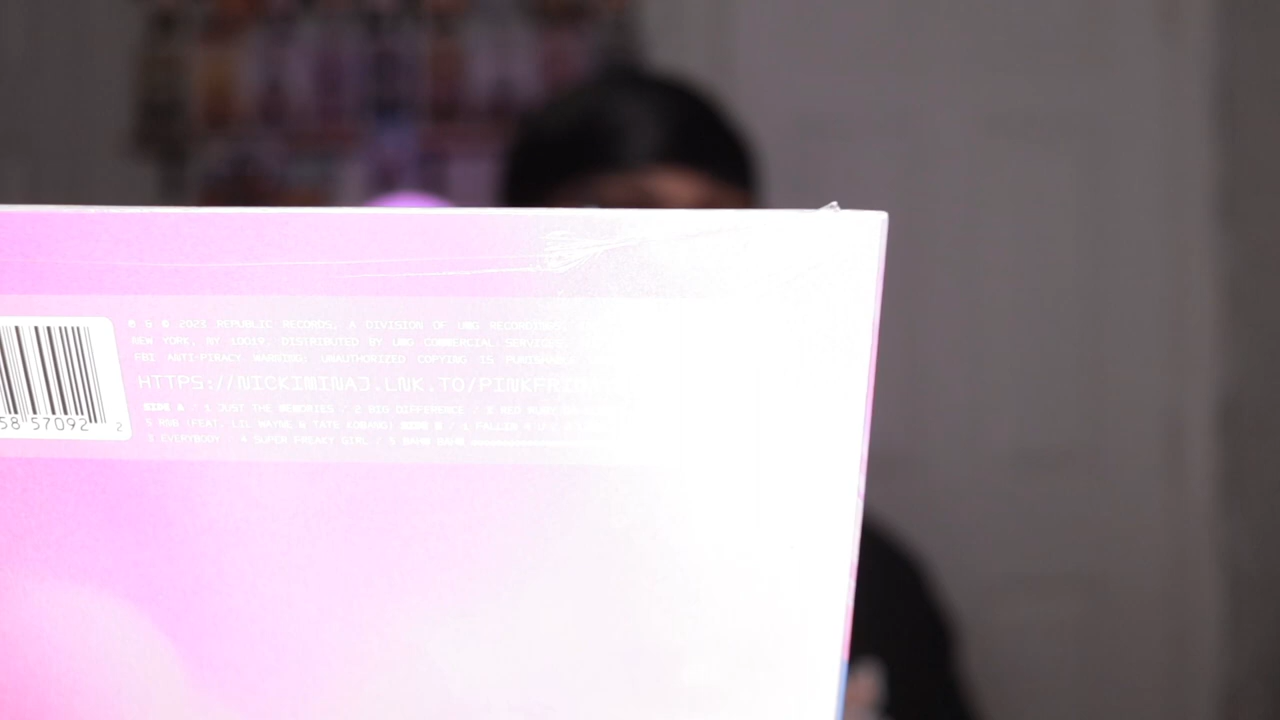 ℗ & © 2023 REPUBLIC RECORDS, A DIVISION OF UMG RECORDINGS,
NEW YORK, NY 10019, DISTRIBUTED BY UMG COMMERCIAL SERVICES,
FBI ANTI-PIRACY WARNING: UNAUTHORIZED COPYING IS PUNISHABLE
HTTPS://NICKIMINAJ.LNK.TO/PINKFRIDAY
SIDE A / 1 JUST THE MEMORIES / 2 BIG DIFFERENCE / 3 RED RUBY
5 RNB (FEAT. LIL WAYNE & TATE KOBANG) SIDE B / 1 FALLIN 4 U / 2
3 EVERYBODY 4 SUPER FREAKY GIRL / 5 BAHM BAHM
58 57092 2